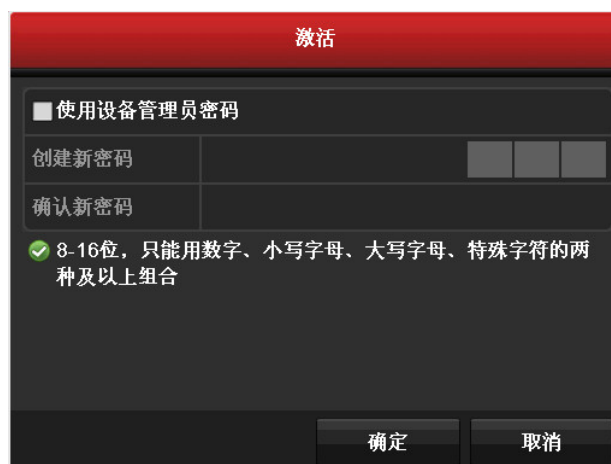 激活
使用设备管理员密码
创建新密码
确认新密码
8-16位，只能用数字、小写字母、大写字母、特殊字符的两
种及以上组合
确定
取消